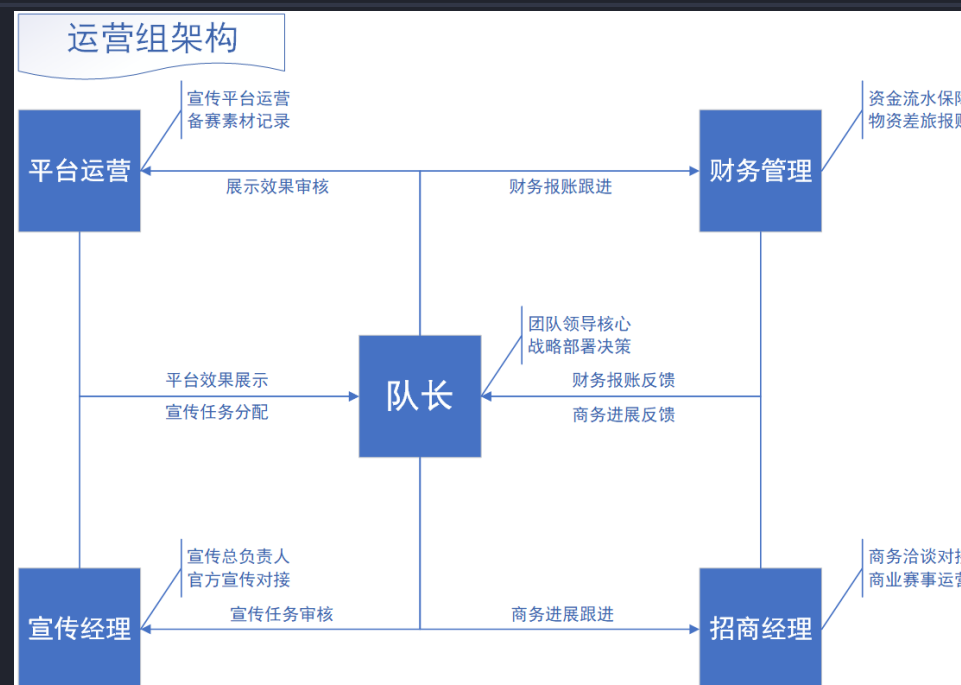 运营组架构
宣传平台运营
备赛素材记录
资金流水保
物资差旅报
平台运营
财务管理
展示效果审核
财务报账跟进
团队领导核心
战略部署决策
平台效果展示
宣传任务分配
队长
财务报账反馈
商务进展反馈
宣传总负责人
官方宣传对接
商务洽谈对
商业赛事运
宣传经理
招商经理
宣传任务审核
商务进展跟进